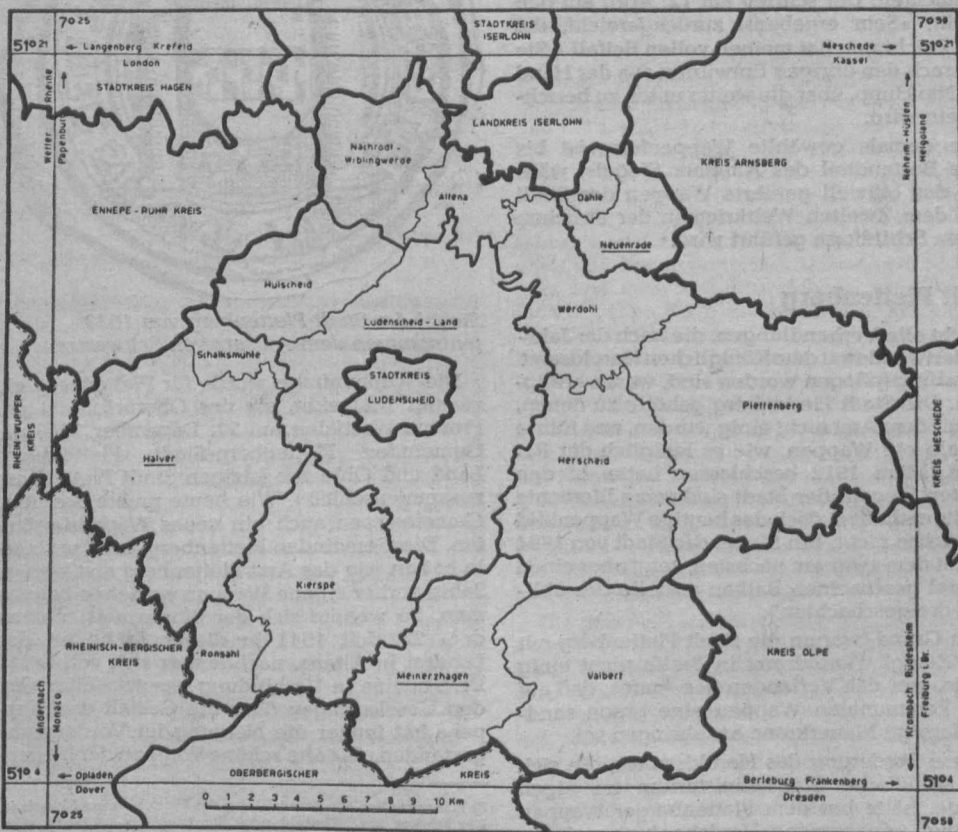 7° 25
7° 50
51° 21
51° 21
Langenberg Krefeld
London
STADTKREIS HAGEN
STADTKREIS
ISERLOHN
Meschede
Kassel
Rheine
Wetter
Papenburg
Neheim-Hüsten
Helgoland
LANDKREIS ISERLOHN
KREIS ARNSBERG
Nachrodt-
Wiblingwerde
ENNEPE-RUHR KREIS
Altena
Dahle
Neuenrade
Hülscheid
Werdohl
Lüdenscheid-Land
Schalksmühle
STADTKREIS
LÜDENSCHEID
Plettenberg
RHEIN-WUPPER
KREIS
Halver
Herscheid
KREIS MESCHEDE
Kierspe
RHEINISCH-BERGISCHER
KREIS
Rönsahl
Meinerzhagen
Valbert
KREIS OLPE
Andernach
Monaco
Krombach Rüdesheim
Freiburg i. Br.
51° 4
51° 4
Opladen
Dover
OBERBERGISCHER
KREIS
Berleburg Frankenberg
Dresden
0 1 2 3 4 5 6 7 8 9 10 Km
7° 25
7° 50